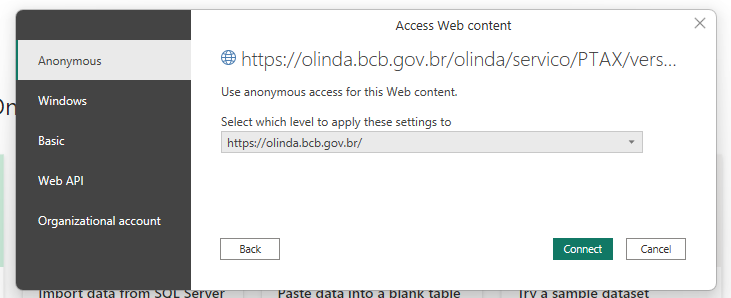 Access Web content
Anonymous
Windows
Basic
Web API
Organizational account
https://olinda.bcb.gov.br/olinda/servico/PTAX/vers...
Use anonymous access for this Web content.
Select which level to apply these settings to
https://olinda.bcb.gov.br/
Back
Connect
Cancel
Import data from SQL Server
Paste data into a blank table
Try a sample dataset